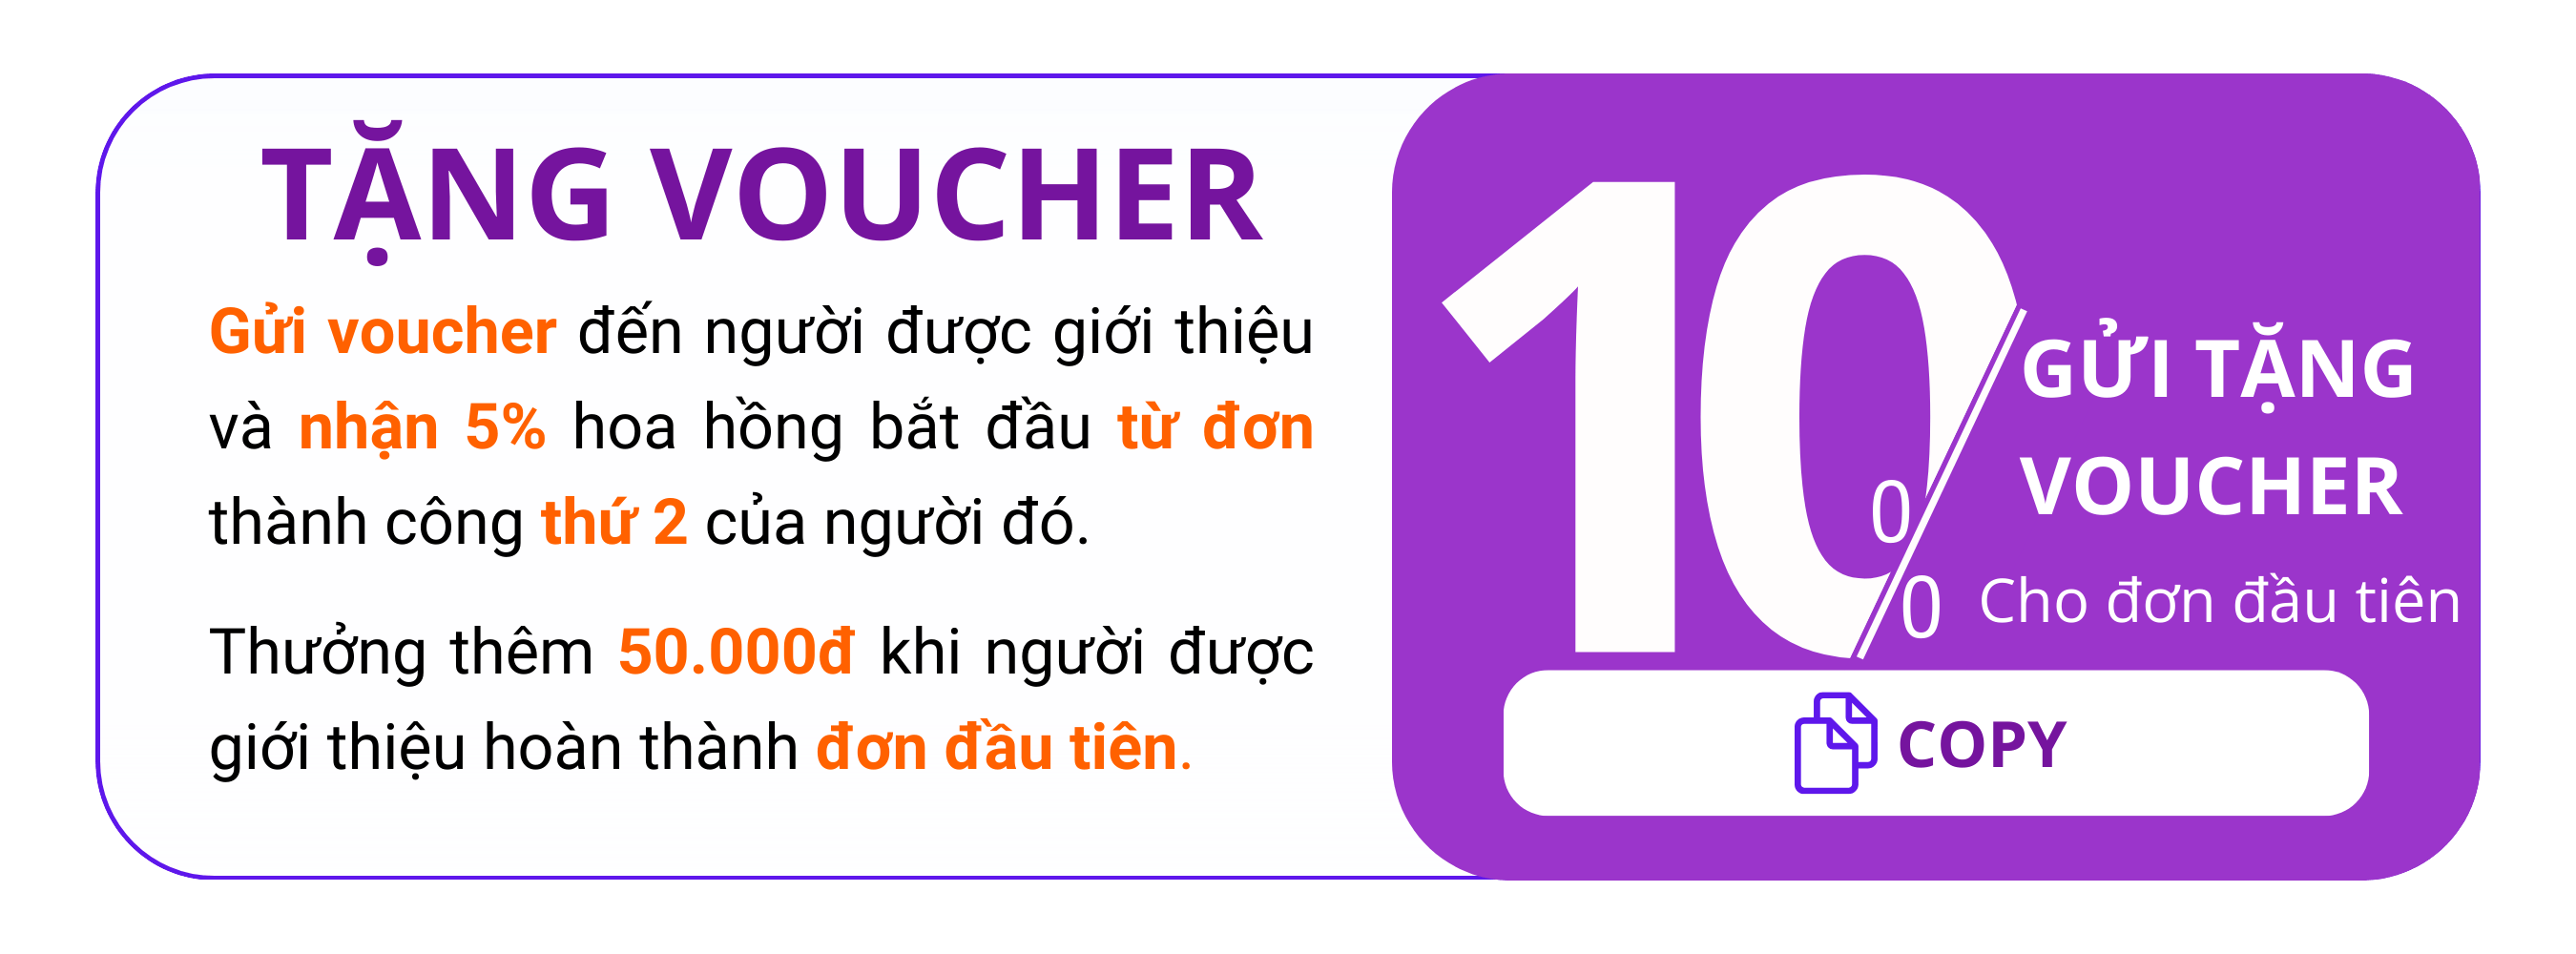 TẶNG VOUCHER
Gửi voucher đến người được giới thiệu
và nhận 5% hoa hồng bắt đầu từ đơn
thành công thứ 2 của người đó.
Thưởng thêm 50.000đ khi người được
giới thiệu hoàn thành đơn đầu tiên.
10%
GỬI TẶNG
VOUCHER
Cho đơn đầu tiên
COPY